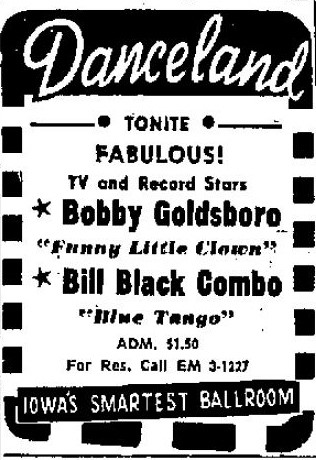 Danceland
TONITE
FABULOUS!
TV and Record Stars
★ Bobby Goldsboro
"Funny Little Clown"
★ Bill Black Combo
"Blue Tango"
ADM. $1.50
For Res. Call EM 3-1227
IOWA'S SMARTEST BALLROOM